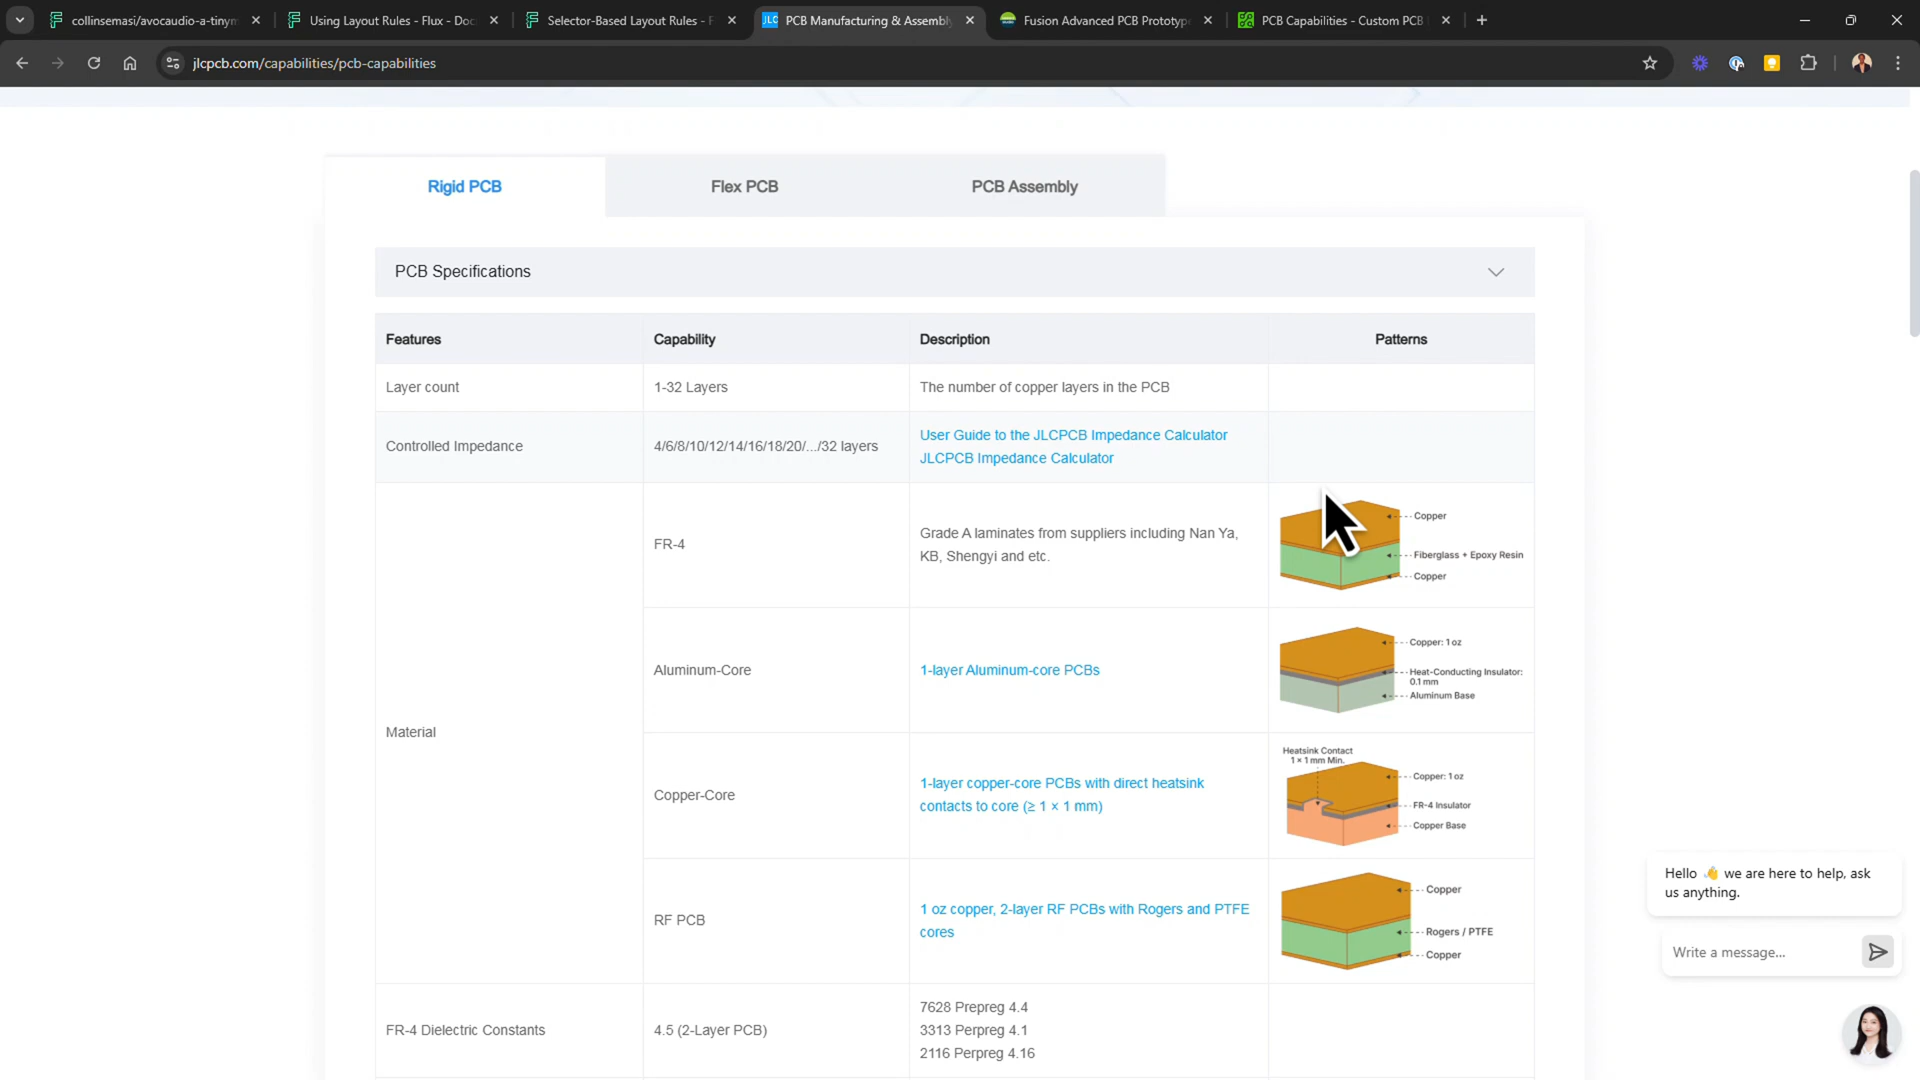 collinsemasi/avocaudio-a-tinym
Using Layout Rules - Flux - Doc
Selector-Based Layout Rules - F
JLC
PCB Manufacturing & Assembly
Fusion Advanced PCB Prototype
PCB Capabilities - Custom PCB
jlcpcb.com/capabilities/pcb-capabilities
Rigid PCB
Flex PCB
PCB Assembly
PCB Specifications
Features
Capability
Description
Patterns
Layer count
1-32 Layers
The number of copper layers in the PCB
Controlled Impedance
4/6/8/10/12/14/16/18/20/.../32 layers
User Guide to the JLCPCB Impedance Calculator
JLCPCB Impedance Calculator
Material
FR-4
Grade A laminates from suppliers including Nan Ya,
KB, Shengyi and etc.
Copper
Fiberglass + Epoxy Resin
Copper
Aluminum-Core
1-layer Aluminum-core PCBs
Copper: 1 oz
Heat-Conducting Insulator:
0.1 mm
Aluminum Base
Copper-Core
1-layer copper-core PCBs with direct heatsink
contacts to core (≥ 1 × 1 mm)
Heatsink Contact
1 × 1 mm Min.
Copper: 1 oz
FR-4 Insulator
Copper Base
RF PCB
1 oz copper, 2-layer RF PCBs with Rogers and PTFE
cores
Copper
Rogers / PTFE
Copper
FR-4 Dielectric Constants
4.5 (2-Layer PCB)
7628 Prepreg 4.4
3313 Perpreg 4.1
2116 Perpreg 4.16
Hello 👋 we are here to help, ask
us anything.
Write a message...